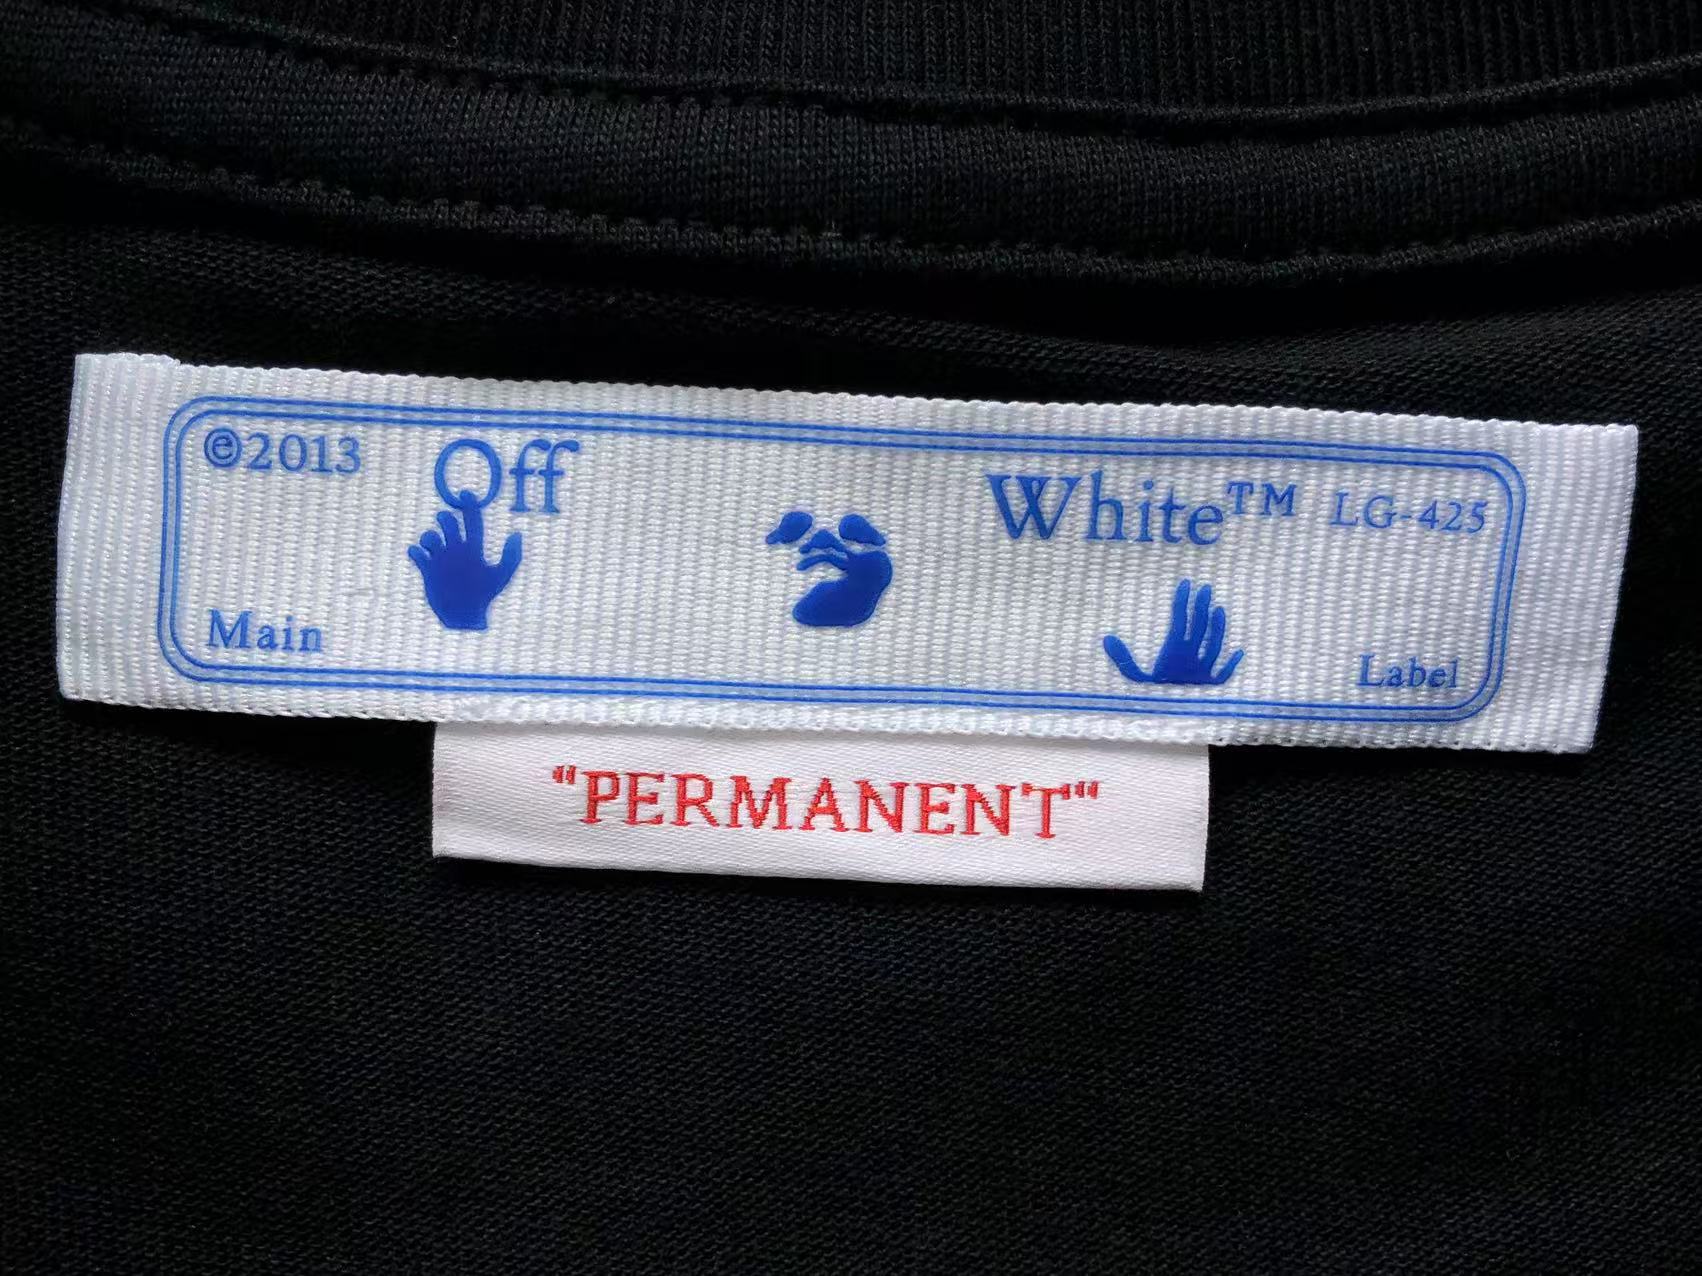 ©2013 Off White™ LG-425
Main Label
"PERMANENT"